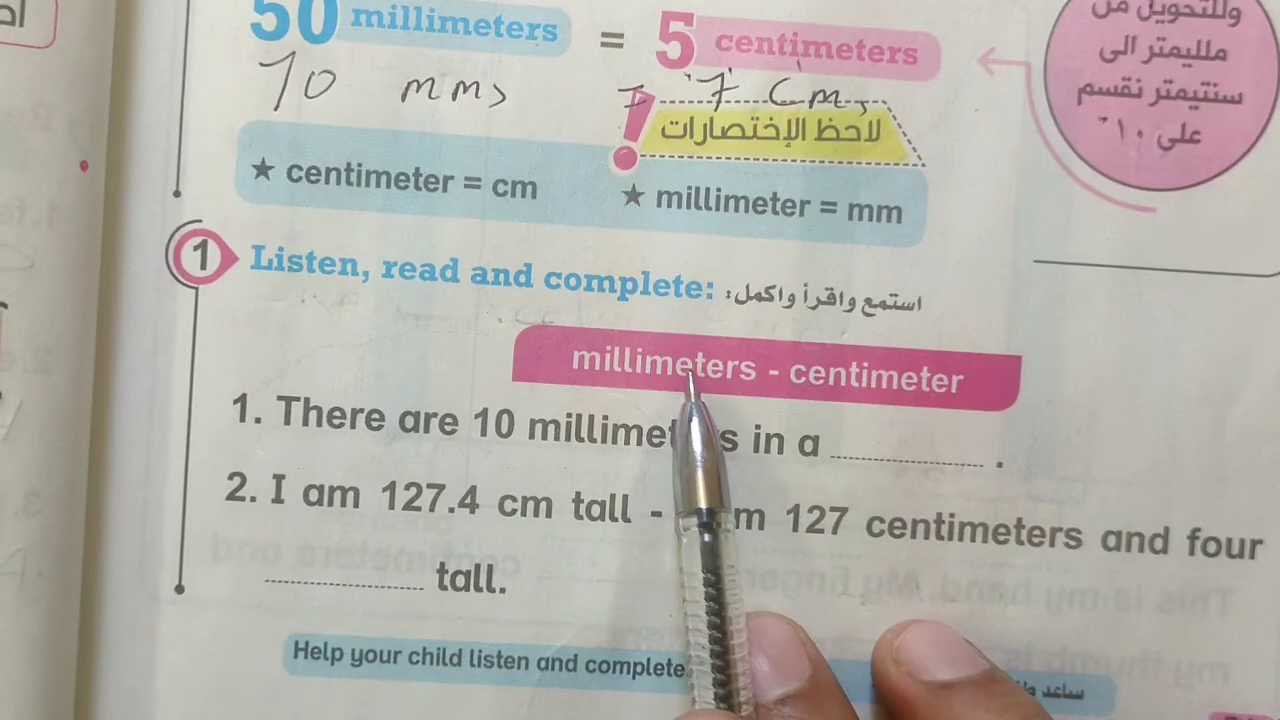 50 millimeters = 5 centimeters
70 mms = 7 cm,
لاحظ الإختصارات
★ centimeter = cm ★ millimeter = mm
وللتحويل من
ملليمتر الى
سنتيمتر نقسم
على ١٠
1 Listen, read and complete: استمع واقرأ واكمل:
millimeters - centimeter
1. There are 10 in a .................... .
2. I am 127.4 cm tall - 127 centimeters and four
.................... tall.
Help your child listen and complete
ساعد